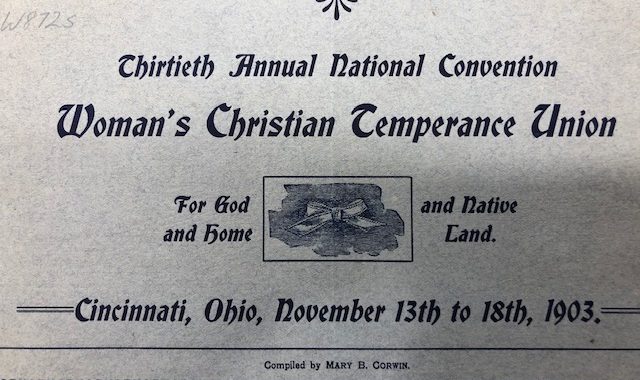 W872s
Thirtieth Annual National Convention
Woman's Christian Temperance Union
For God
and Home
and Native
Land.
Cincinnati, Ohio, November 13th to 18th, 1903.
Compiled by MARY B. CORWIN.